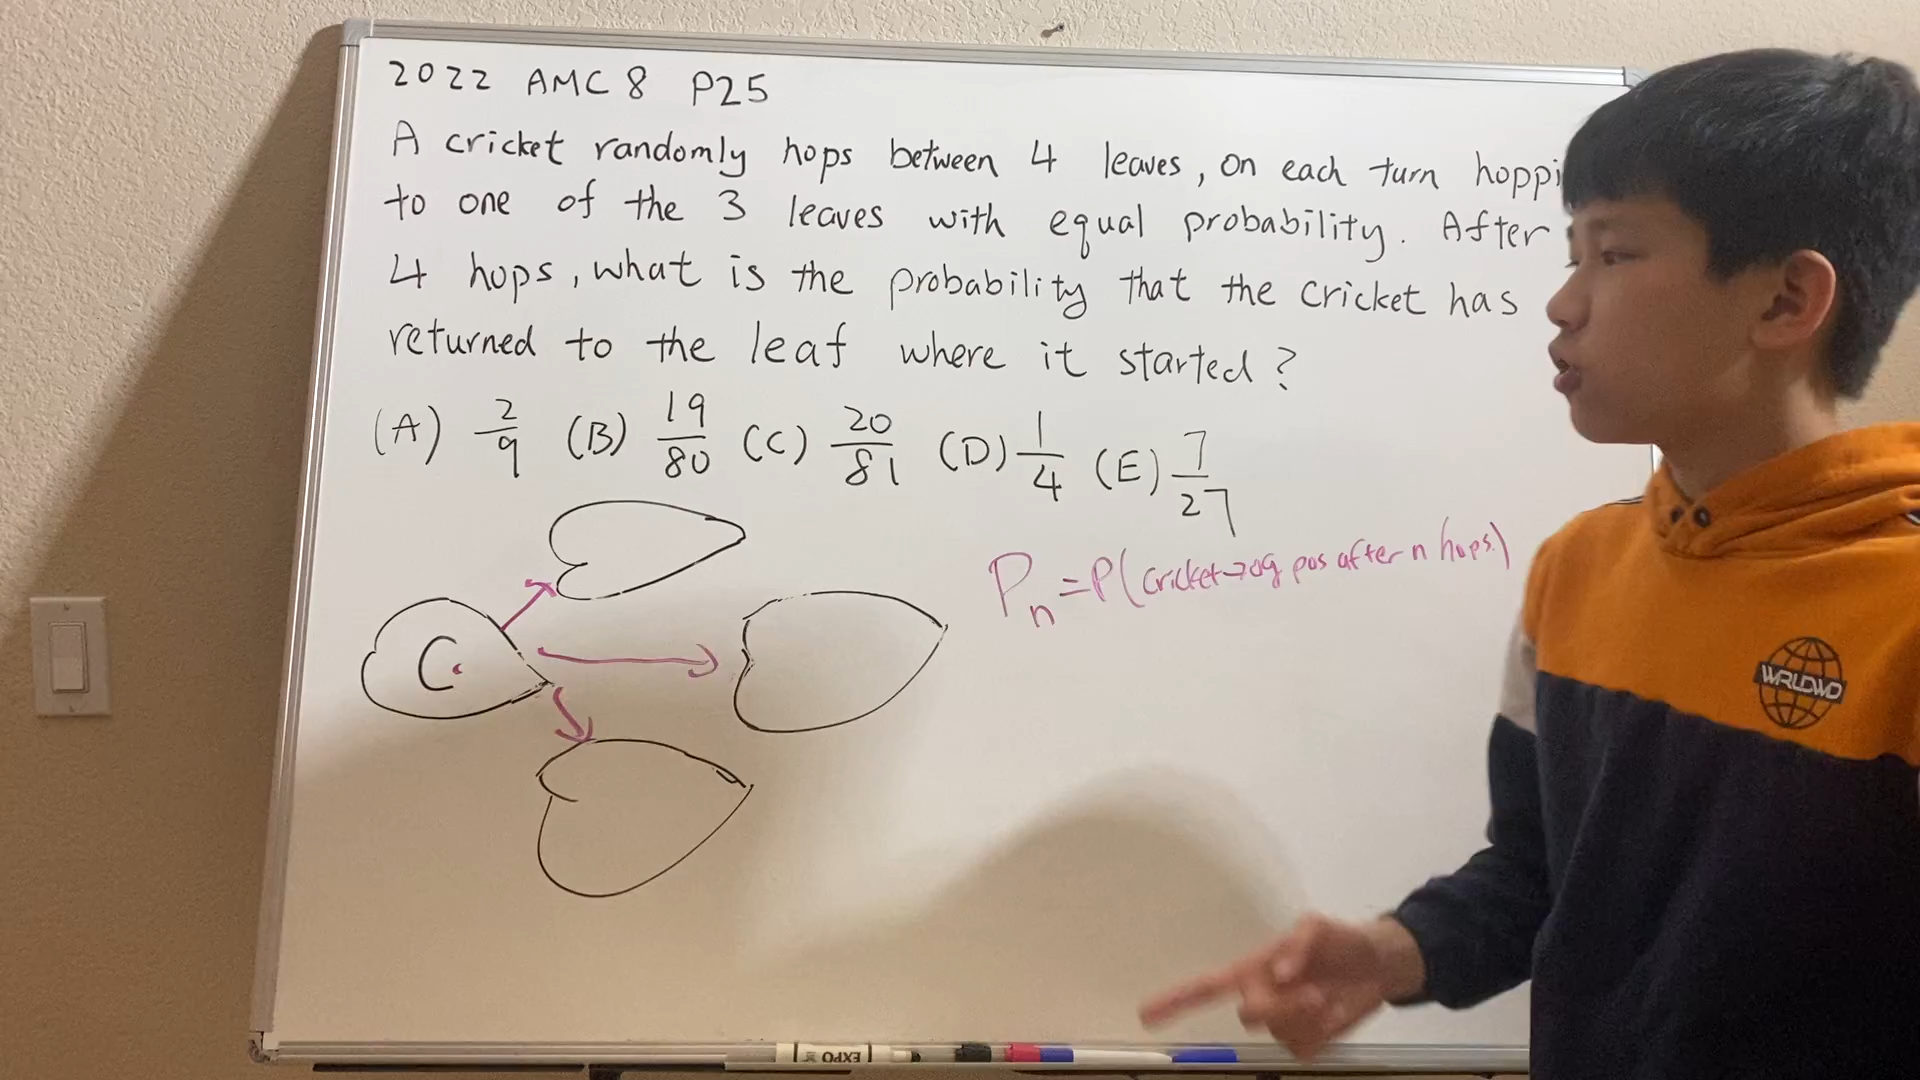 2022 AMC 8 P25
A cricket randomly hops between 4 leaves, on each turn hoppi
to one of the 3 leaves with equal probability. After
4 hops, what is the probability that the cricket has
returned to the leaf where it started?
(A) 2/9 (B) 19/80 (C) 20/81 (D) 1/4 (E) 7/27
Pn = P(cricket→og pos after n hops)
C
WRLDWD
EXPO